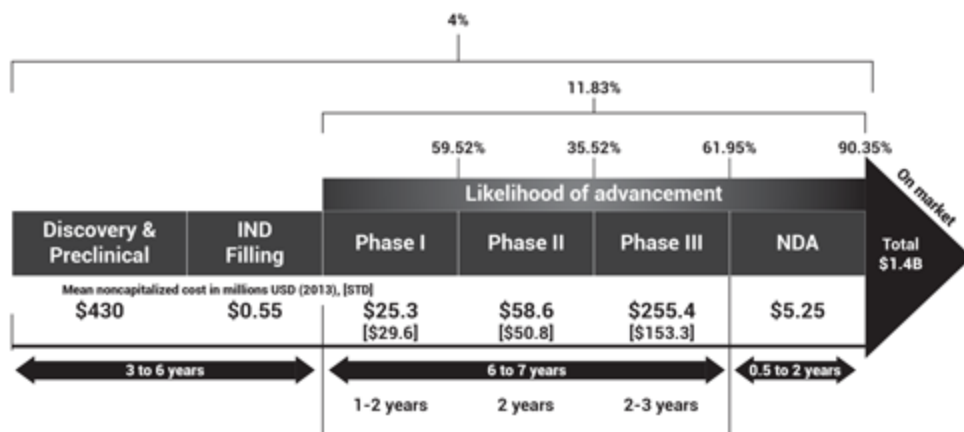 4%
11.83%
59.52% 35.52% 61.95% 90.35%
Likelihood of advancement
On market
Discovery & Preclinical
IND Filling
Phase I
Phase II
Phase III
NDA
Total
$1.4B
Mean noncapitalized cost in millions USD (2013), [STD]
$430 $0.55 $25.3 $58.6 $255.4 $5.25
[$29.6] [$50.8] [$153.3]
3 to 6 years 6 to 7 years 0.5 to 2 years
1-2 years 2 years 2-3 years